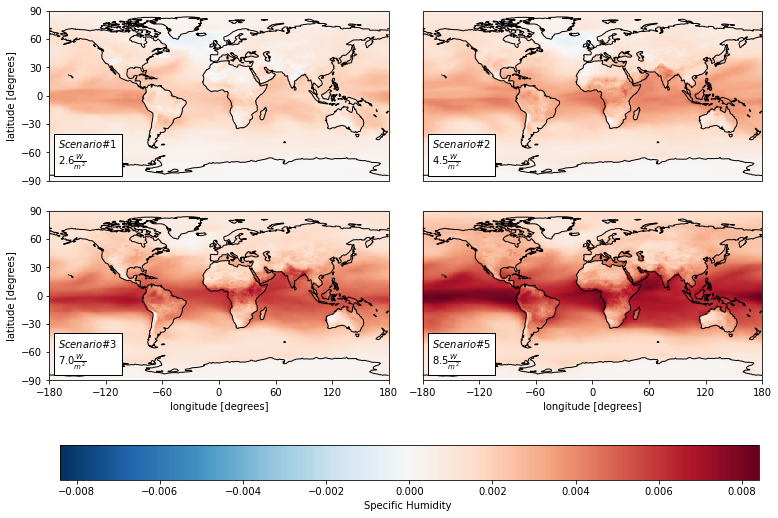 90
60
30
0
−30
−60
−90
latitude [degrees]
Scenario#1
2.6 W/m²
Scenario#2
4.5 W/m²
90
60
30
0
−30
−60
−90
latitude [degrees]
Scenario#3
7.0 W/m²
−180 −120 −60 0 60 120 180
longitude [degrees]
Scenario#5
8.5 W/m²
−180 −120 −60 0 60 120 180
longitude [degrees]
−0.008 −0.006 −0.004 −0.002 0.000 0.002 0.004 0.006 0.008
Specific Humidity